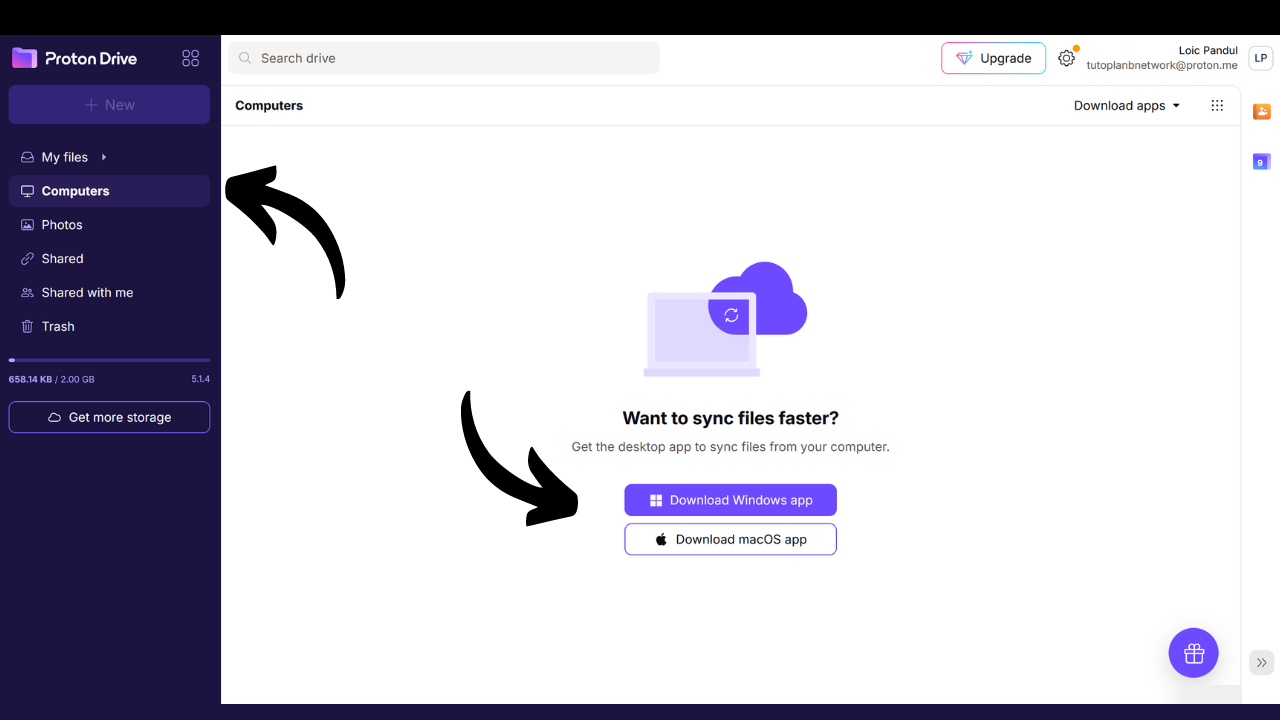 Proton Drive
New
My files
Computers
Photos
Shared
Shared with me
Trash
658.14 KB / 2.00 GB
5.1.4
Get more storage
Search drive
Upgrade
Loic Pandul
tutoplanbnetwork@proton.me
LP
Computers
Download apps
9
Want to sync files faster?
Get the desktop app to sync files from your computer.
Download Windows app
Download macOS app